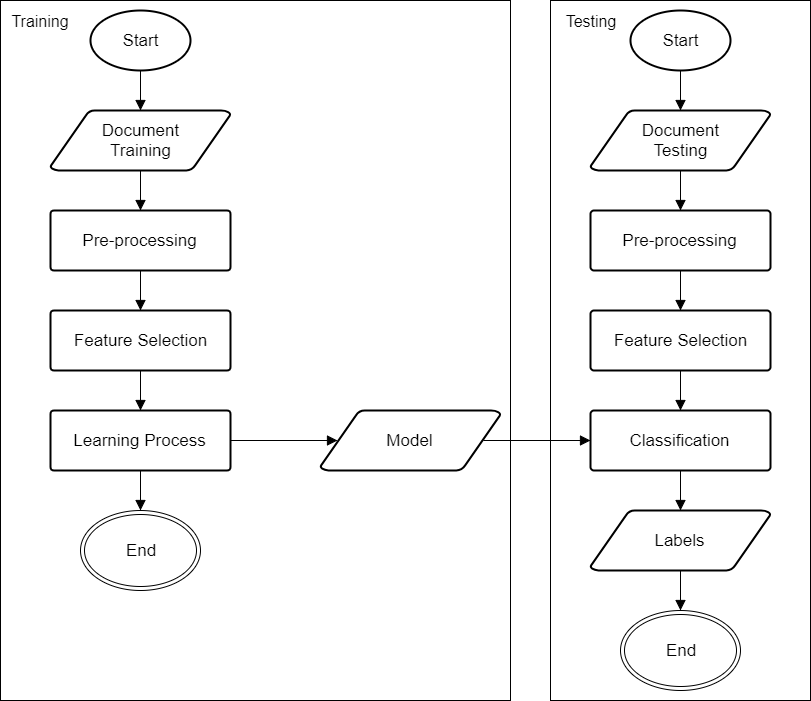 Training
Start
Document
Training
Pre-processing
Feature Selection
Learning Process
Model
End
Testing
Start
Document
Testing
Pre-processing
Feature Selection
Classification
Labels
End